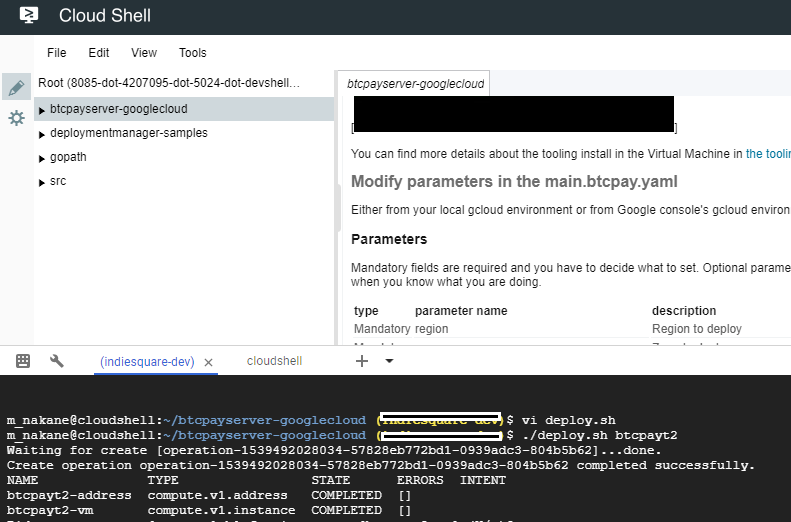 Cloud Shell
File Edit View Tools
Root (8085-dot-4207095-dot-5024-dot-devshell...
btcpayserver-googlecloud
deploymentmanager-samples
gopath
src
btcpayserver-googlecloud
[ ]
You can find more details about the tooling install in the Virtual Machine in the toolin
Modify parameters in the main.btcpay.yaml
Either from your local gcloud environment or from Google console's gcloud environ
Parameters
Mandatory fields are required and you have to decide what to set. Optional parame
when you know what you are doing.
type parameter name description
Mandatory region Region to deploy
(indiesquare-dev) × cloudshell
m_nakane@cloudshell:~/btcpayserver-googlecloud ( )$ vi deploy.sh
m_nakane@cloudshell:~/btcpayserver-googlecloud ( )$ ./deploy.sh btcpayt2
Waiting for create [operation-1539492028034-57828eb772bd1-0939adc3-804b5b62]...done.
Create operation operation-1539492028034-57828eb772bd1-0939adc3-804b5b62 completed successfully.
NAME TYPE STATE ERRORS INTENT
btcpayt2-address compute.v1.address COMPLETED []
btcpayt2-vm compute.v1.instance COMPLETED []